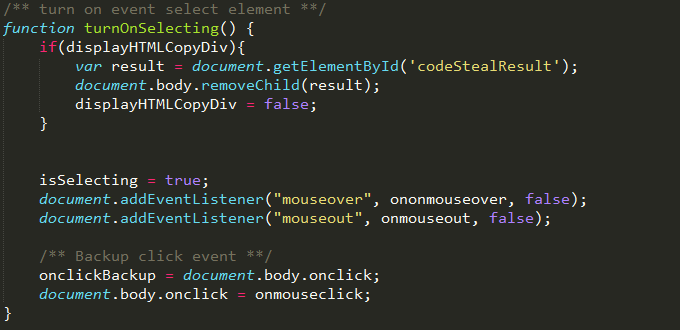 /** turn on event select element **/
function turnOnSelecting() {
    if(displayHTMLCopyDiv){
        var result = document.getElementById('codeStealResult');
        document.body.removeChild(result);
        displayHTMLCopyDiv = false;
    }
    isSelecting = true;
    document.addEventListener("mouseover", ononmouseover, false);
    document.addEventListener("mouseout", onmouseout, false);
    /** Backup click event **/
    onclickBackup = document.body.onclick;
    document.body.onclick = onmouseclick;
}